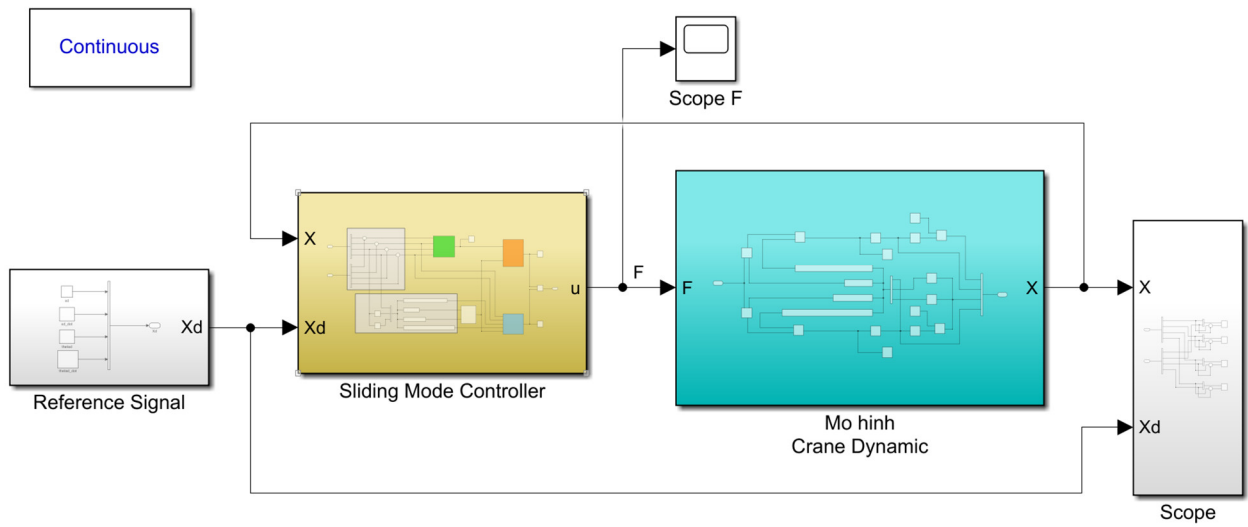 Continuous
Scope F
X
Xd
u
Sliding Mode Controller
Xd
Reference Signal
F
F
X
Mo hinh
Crane Dynamic
X
Xd
Scope